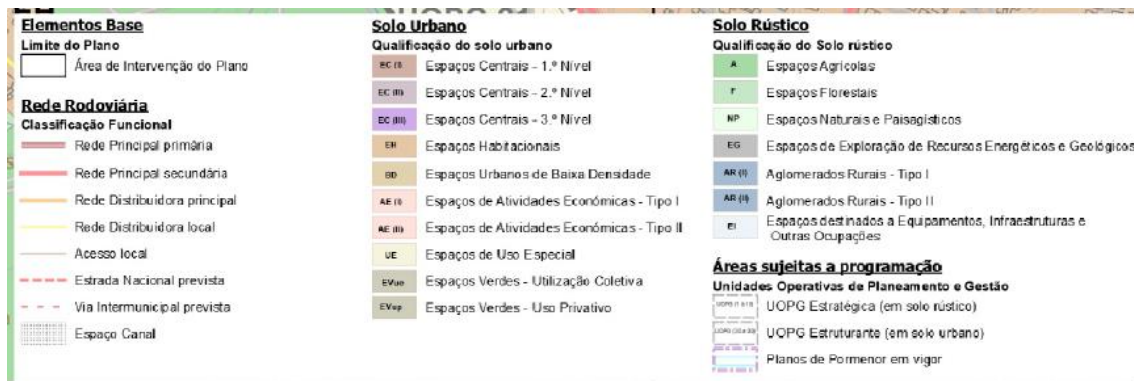 Elementos Base
Limite do Plano
Área de Intervenção do Plano
Rede Rodoviária
Classificação Funcional
Rede Principal primária
Rede Principal secundária
Rede Distribuidora principal
Rede Distribuidora local
Acesso local
Estrada Nacional prevista
Via Intermunicipal prevista
Espaço Canal
Solo Urbano
Qualificação do solo urbano
EC (I) Espaços Centrais - 1.º Nível
EC (II) Espaços Centrais - 2.º Nível
EC (III) Espaços Centrais - 3.º Nível
EH Espaços Habitacionais
BD Espaços Urbanos de Baixa Densidade
AE (I) Espaços de Atividades Económicas - Tipo I
AE (II) Espaços de Atividades Económicas - Tipo II
UE Espaços de Uso Especial
EVuc Espaços Verdes - Utilização Coletiva
EVup Espaços Verdes - Uso Privativo
Solo Rústico
Qualificação do Solo rústico
A Espaços Agrícolas
F Espaços Florestais
NP Espaços Naturais e Paisagísticos
EG Espaços de Exploração de Recursos Energéticos e Geológicos
AR (I) Aglomerados Rurais - Tipo I
AR (II) Aglomerados Rurais - Tipo II
EI Espaços destinados a Equipamentos, Infraestruturas e
Outras Ocupações
Áreas sujeitas a programação
Unidades Operativas de Planeamento e Gestão
UOPG Estratégica (em solo rústico)
UOPG Estruturante (em solo urbano)
Planos de Pormenor em vigor